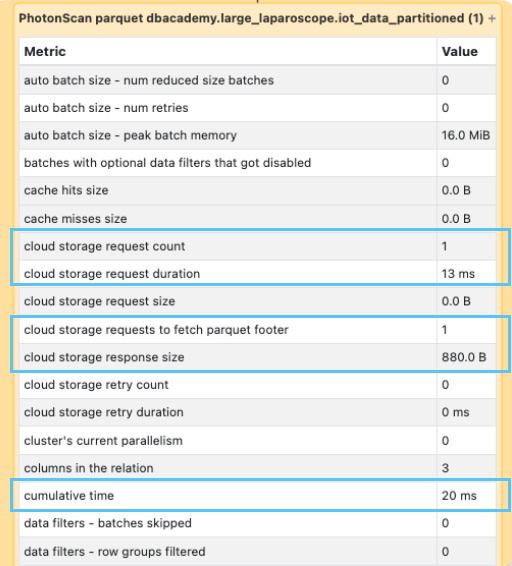 PhotonScan parquet dbacademy.large_laparoscope.iot_data_partitioned (1) +
Metric Value
auto batch size - num reduced size batches 0
auto batch size - num retries 0
auto batch size - peak batch memory 16.0 MiB
batches with optional data filters that got disabled 0
cache hits size 0.0 B
cache misses size 0.0 B
cloud storage request count 1
cloud storage request duration 13 ms
cloud storage request size 0.0 B
cloud storage requests to fetch parquet footer 1
cloud storage response size 880.0 B
cloud storage retry count 0
cloud storage retry duration 0 ms
cluster's current parallelism 0
columns in the relation 3
cumulative time 20 ms
data filters - batches skipped 0
data filters - row groups filtered 0